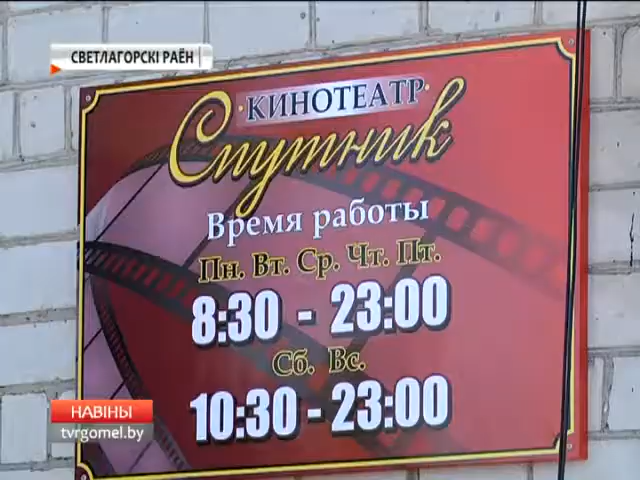 СВЕТЛАГОРСКІ РАЁН
КИНОТЕАТР
Спутник
Время работы
Пн. Вт. Ср. Чт. Пт.
8:30 - 23:00
Сб. Вс.
10:30 - 23:00
НАВІНЫ
tvrgomel.by